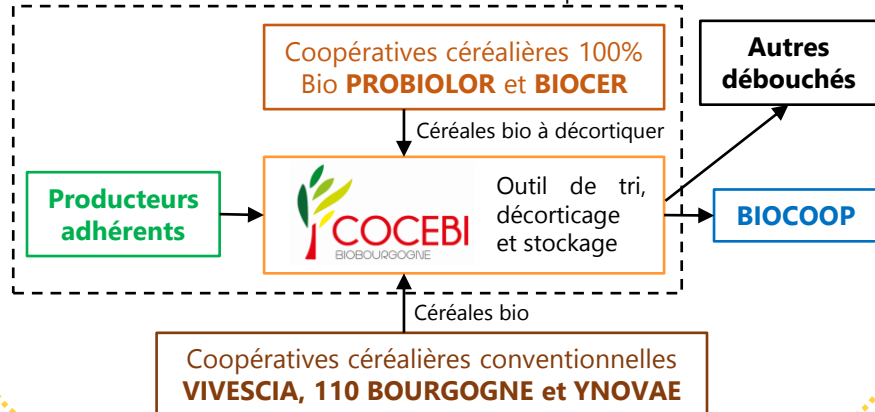 Coopératives céréalières 100%
Bio PROBIOLOR et BIOCER
Autres
débouchés
Céréales bio à décortiquer
Producteurs
adhérents
COCEBI
BIOBOURGOGNE
Outil de tri,
décorticage
et stockage
BIOCOOP
Céréales bio
Coopératives céréalières conventionnelles
VIVESCIA, 110 BOURGOGNE et YNOVAE